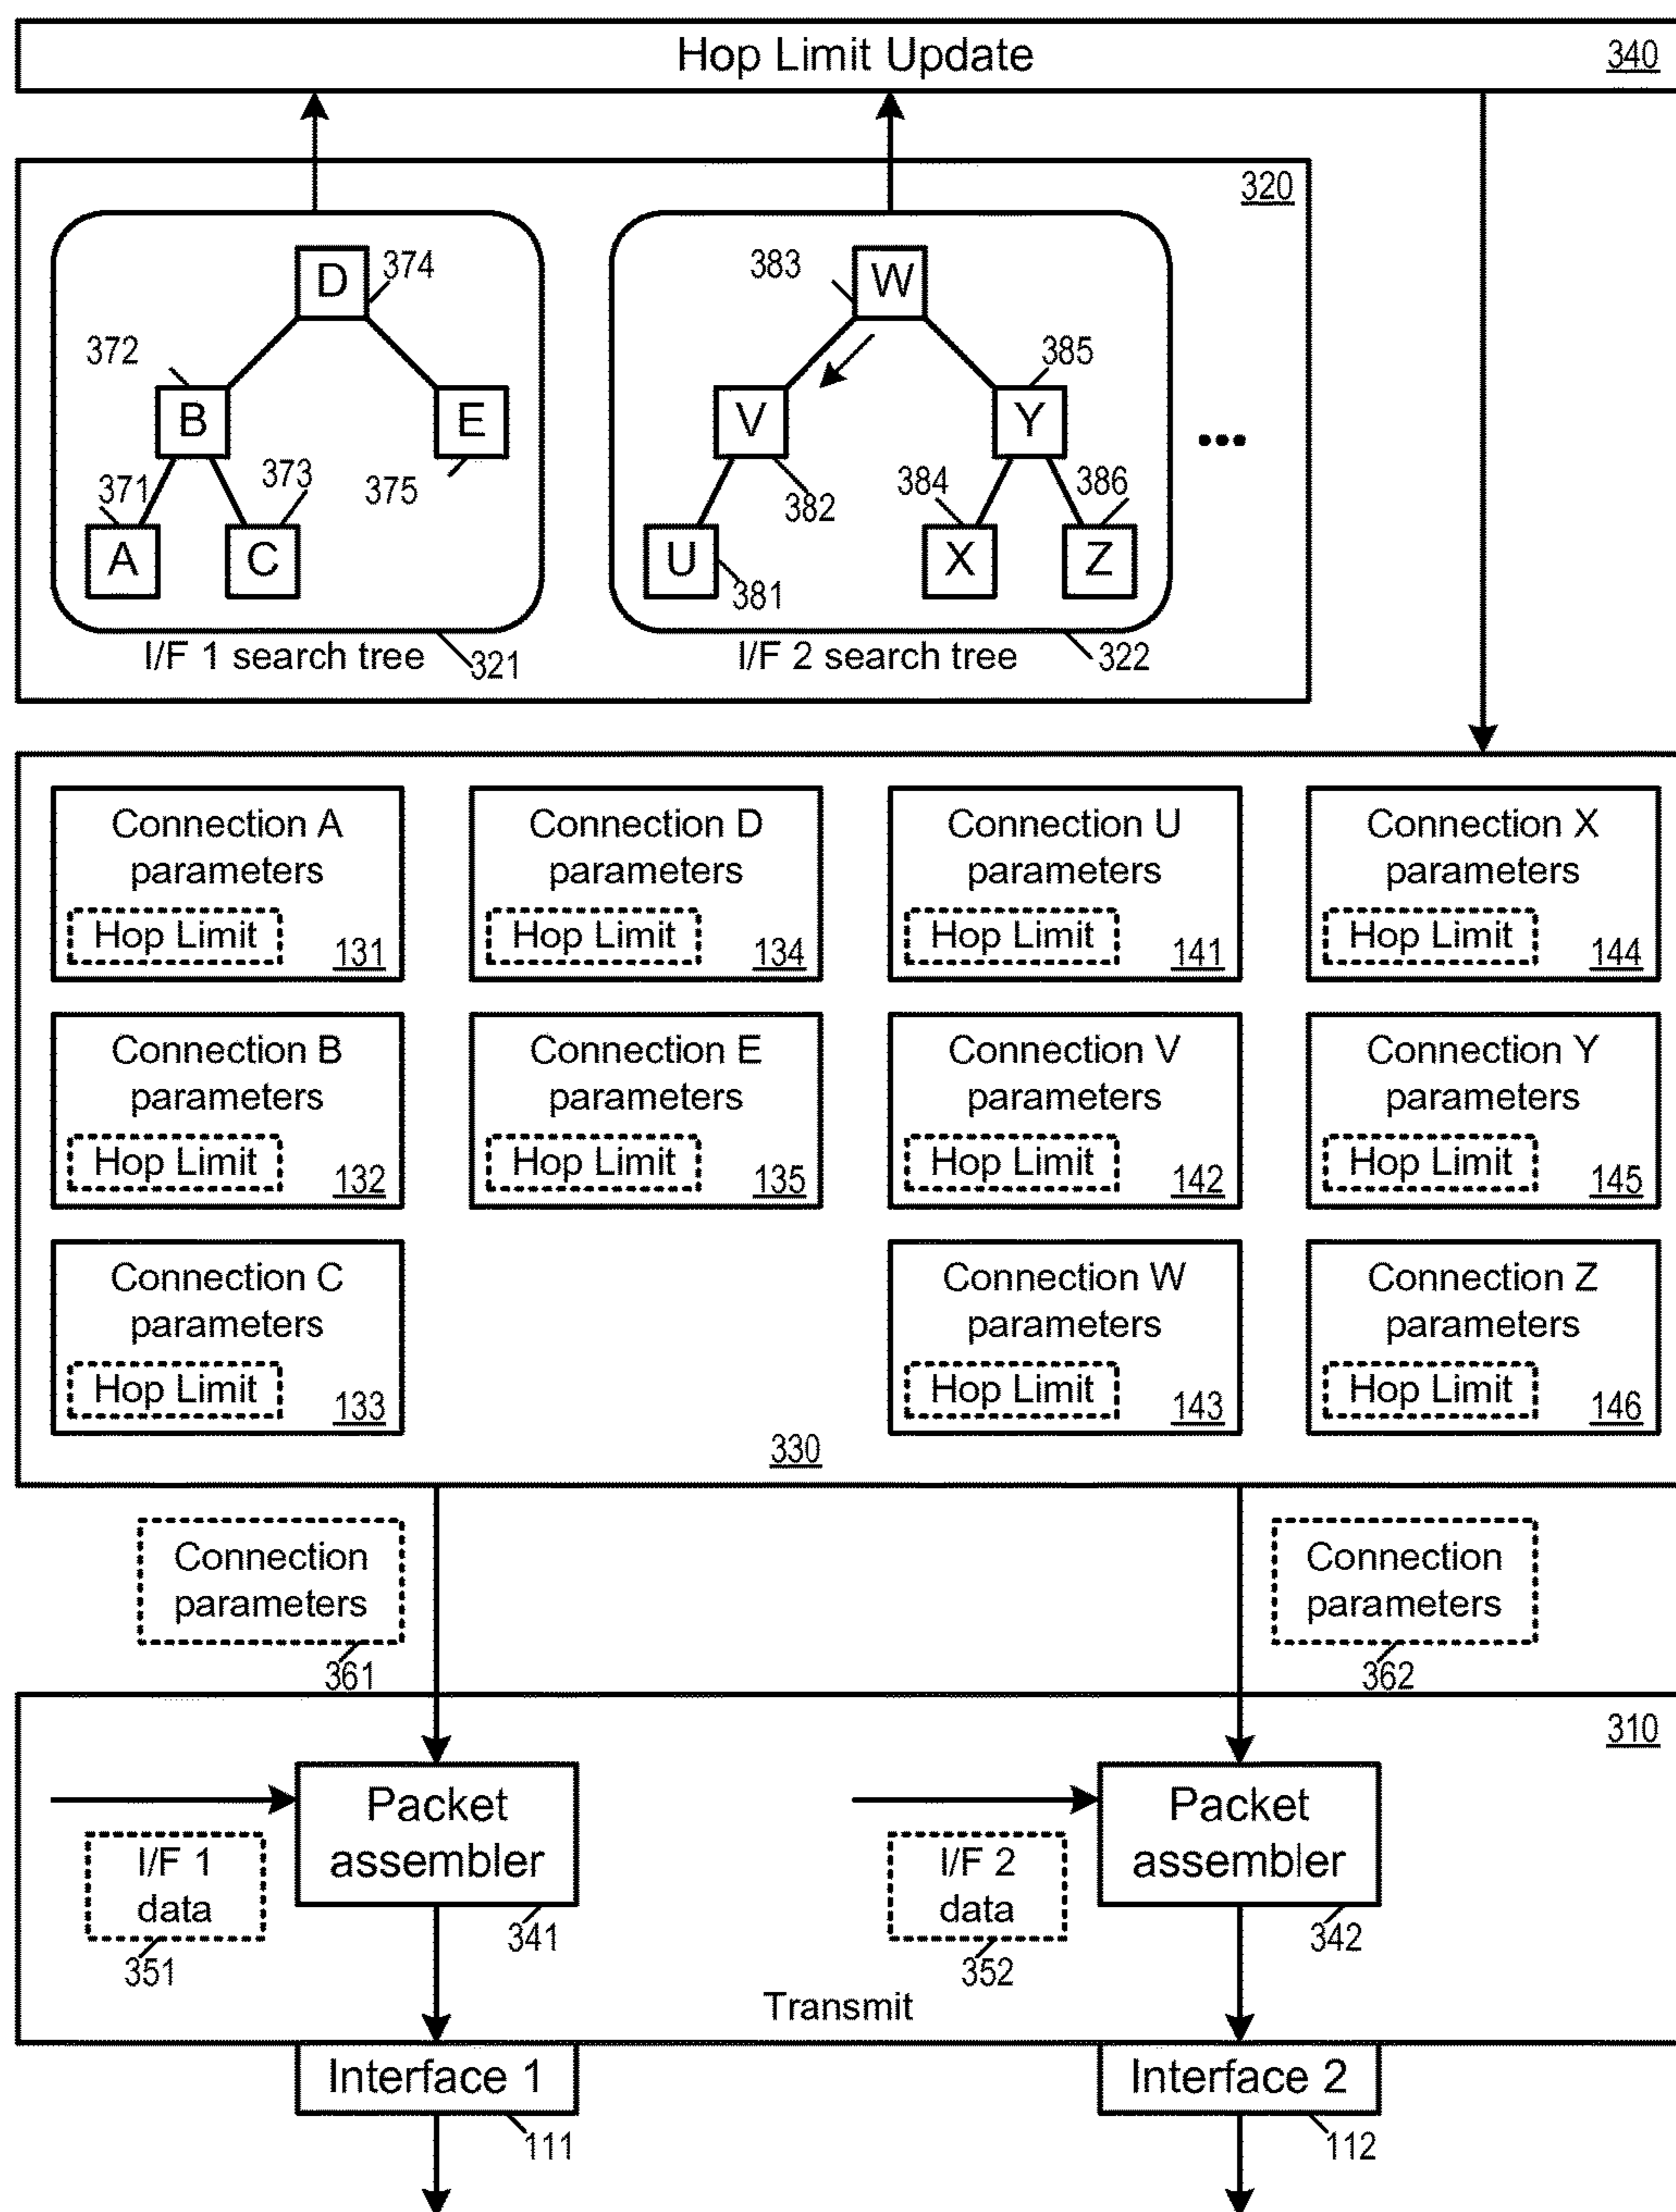 Hop Limit Update 340
320
D 374
383 W
372
385
B
E
V
Y
371
373
375
382
384
386
A
C
U
381
X
Z
I/F 1 search tree 321
I/F 2 search tree 322
...
Connection A
parameters
Hop Limit 131
Connection D
parameters
Hop Limit 134
Connection U
parameters
Hop Limit 141
Connection X
parameters
Hop Limit 144
Connection B
parameters
Hop Limit 132
Connection E
parameters
Hop Limit 135
Connection V
parameters
Hop Limit 142
Connection Y
parameters
Hop Limit 145
Connection C
parameters
Hop Limit 133
Connection W
parameters
Hop Limit 143
Connection Z
parameters
Hop Limit 146
330
Connection
parameters
361
Connection
parameters
362
310
Packet
assembler
341
I/F 1
data
351
Packet
assembler
342
I/F 2
data
352
Transmit
Interface 1
111
Interface 2
112